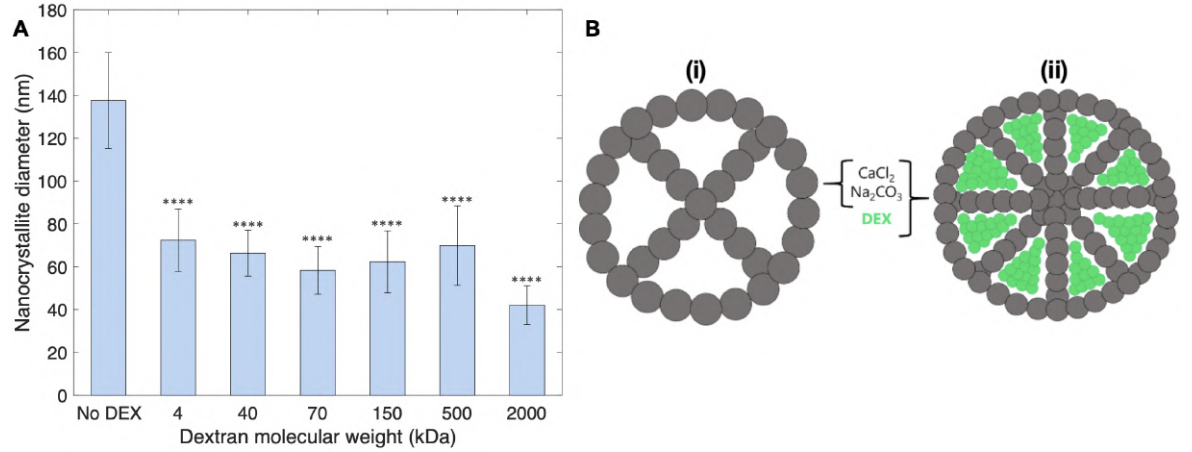 A
Nanocrystallite diameter (nm)
180
160
140
120
100
80
60
40
20
0
****
****
****
****
****
****
No DEX 4 40 70 150 500 2000
Dextran molecular weight (kDa)
B
(i)
(ii)
CaCl₂
Na₂CO₃
DEX